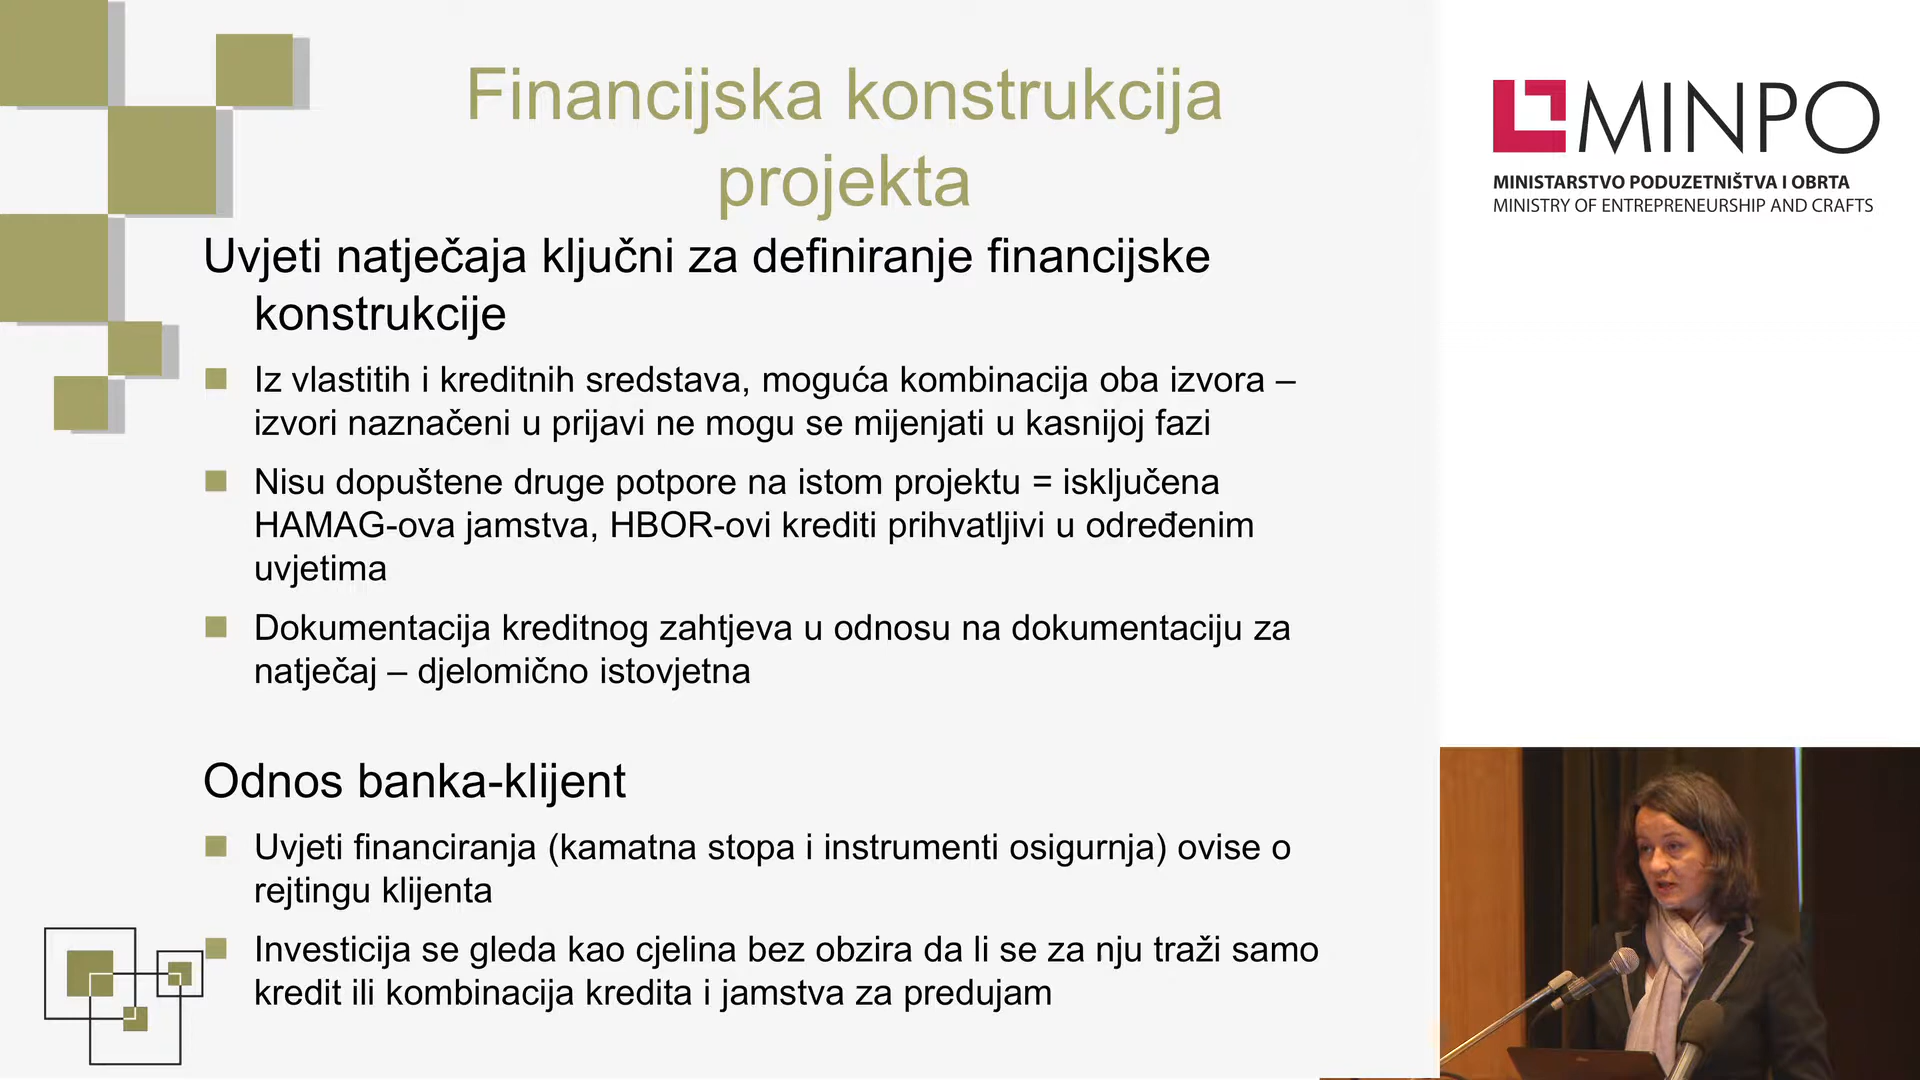 Financijska konstrukcija
projekta
Uvjeti natječaja ključni za definiranje financijske
konstrukcije
Iz vlastitih i kreditnih sredstava, moguća kombinacija oba izvora –
izvori naznačeni u prijavi ne mogu se mijenjati u kasnijoj fazi
Nisu dopuštene druge potpore na istom projektu = isključena
HAMAG-ova jamstva, HBOR-ovi krediti prihvatljivi u određenim
uvjetima
Dokumentacija kreditnog zahtjeva u odnosu na dokumentaciju za
natječaj – djelomično istovjetna
Odnos banka-klijent
Uvjeti financiranja (kamatna stopa i instrumenti osigurnja) ovise o
rejtingu klijenta
Investicija se gleda kao cjelina bez obzira da li se za nju traži samo
kredit ili kombinacija kredita i jamstva za predujam
MINPO
MINISTARSTVO PODUZETNIŠTVA I OBRTA
MINISTRY OF ENTREPRENEURSHIP AND CRAFTS